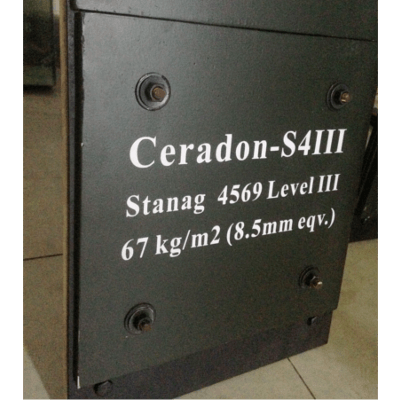 Ceradon-S4III
Stanag 4569 Level III
67 kg/m2 (8.5mm eqv.)